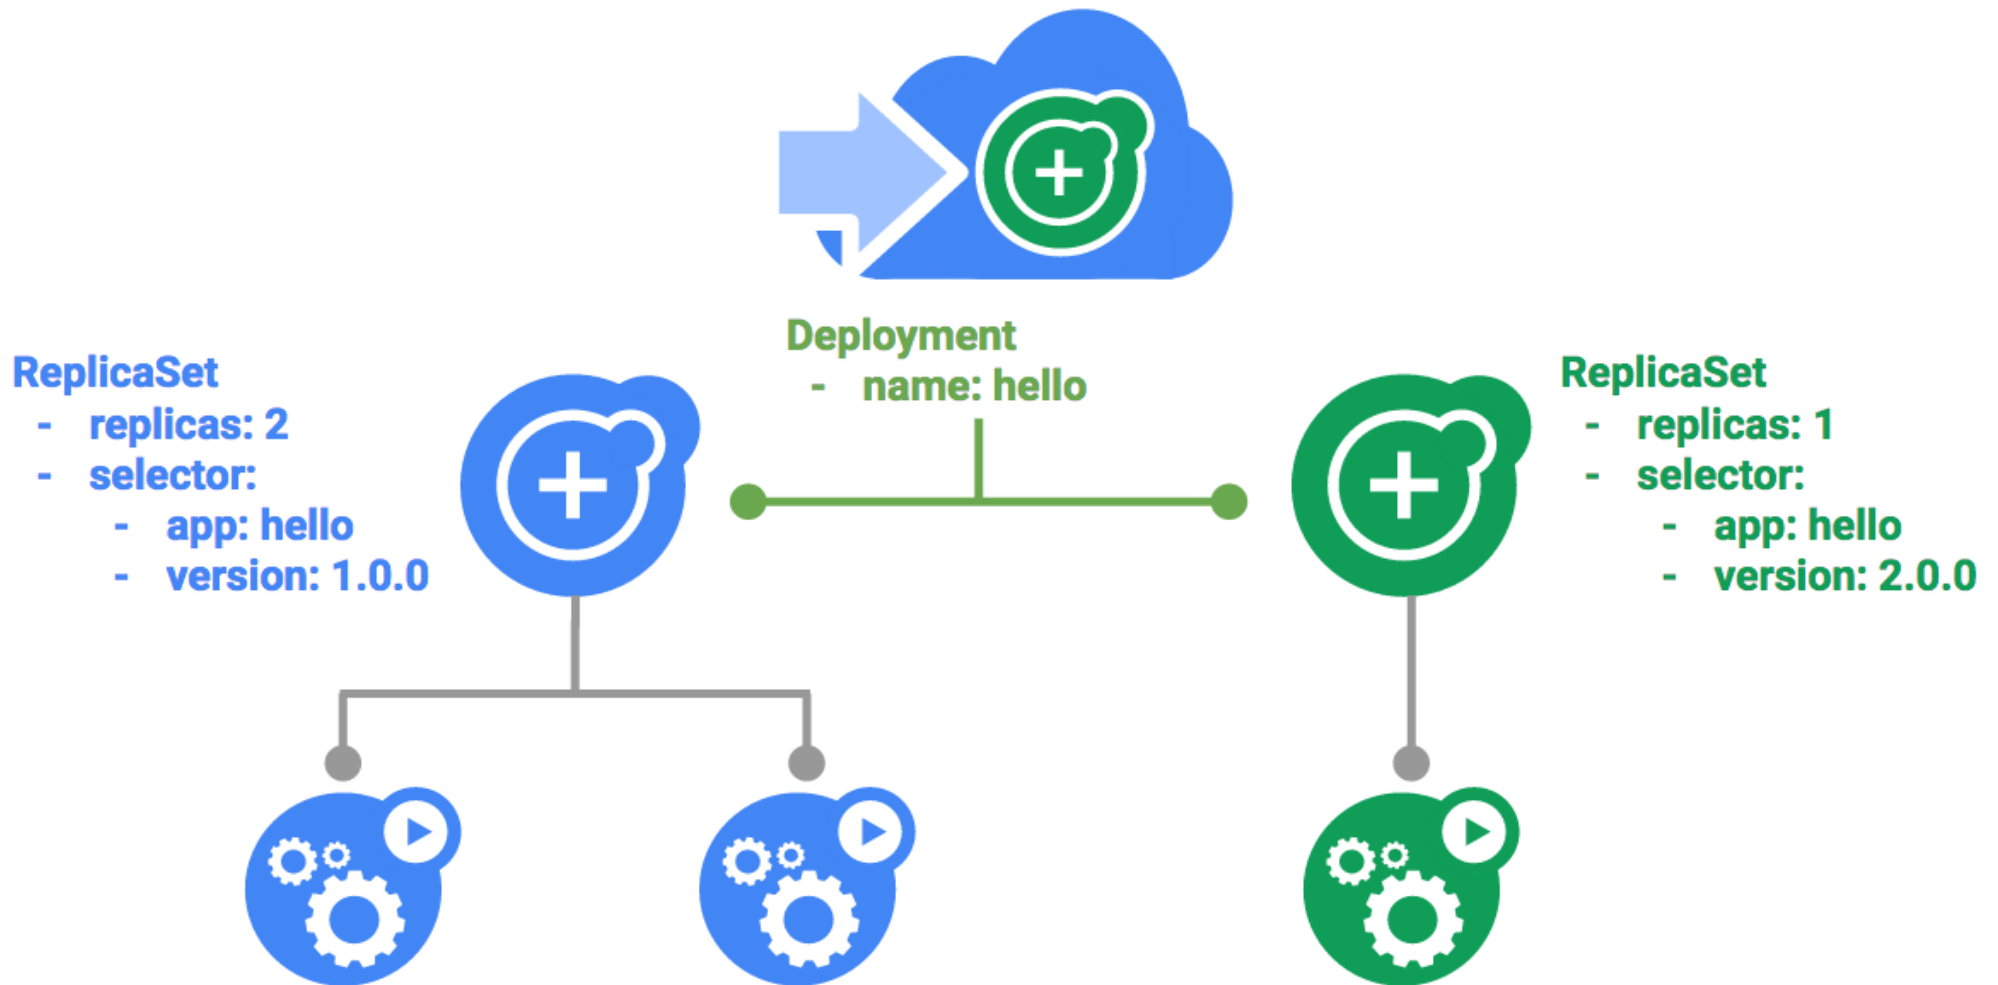 Deployment
- name: hello
ReplicaSet
- replicas: 2
- selector:
- app: hello
- version: 1.0.0
ReplicaSet
- replicas: 1
- selector:
- app: hello
- version: 2.0.0